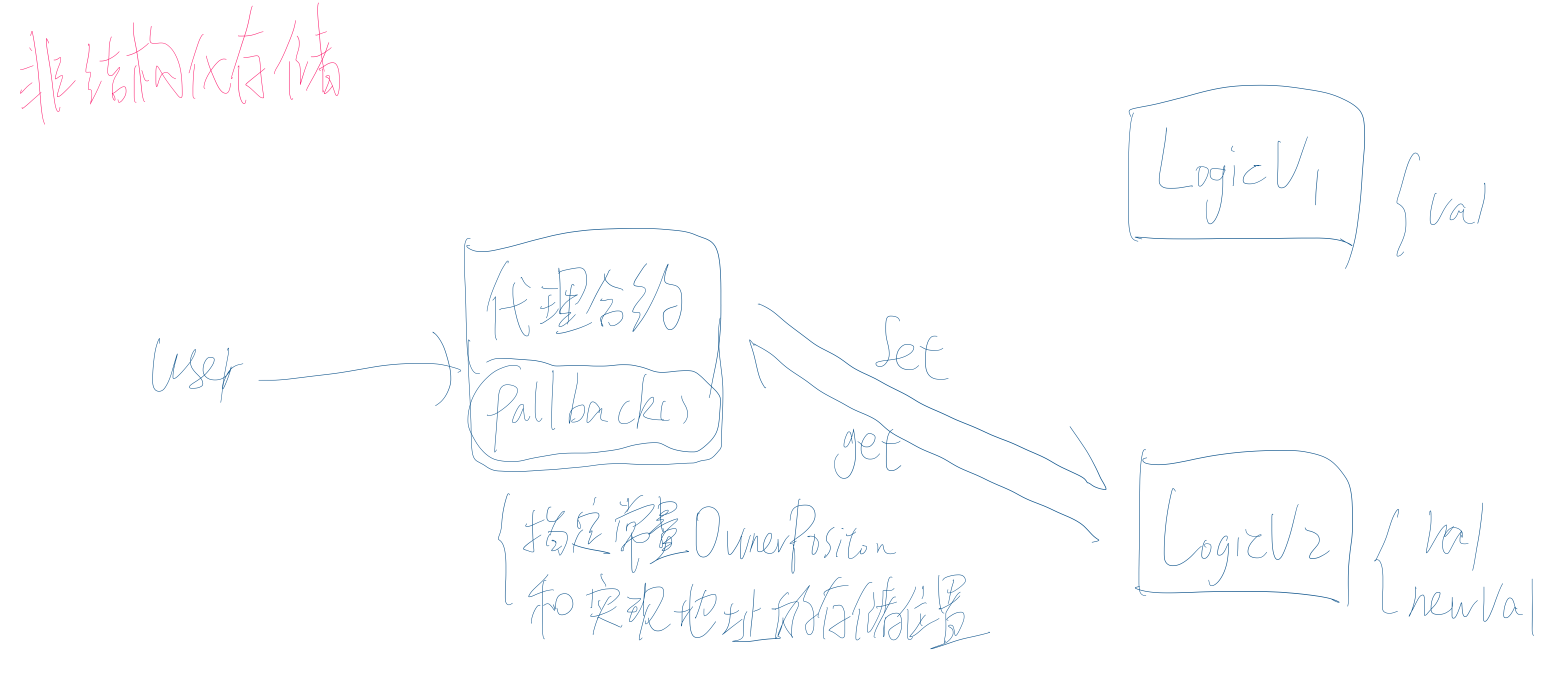 非结构化存储
LogicV1
val
代理合约
user
fallback()
set
get
指定常量OwnerPositon
和实现地址的存储位置
LogicV2
val
newVal